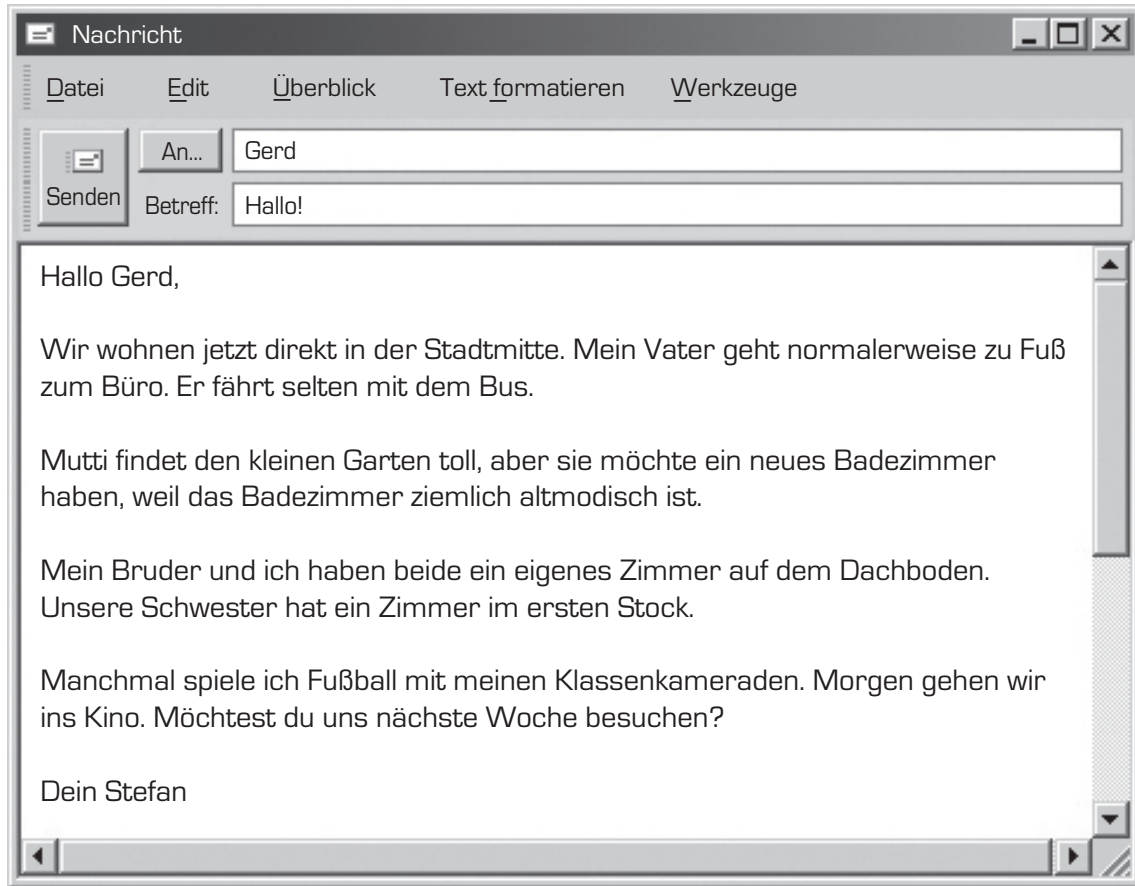 Nachricht
Datei Edit Überblick Text formatieren Werkzeuge
An... Gerd
Senden
Betreff: Hallo!
Hallo Gerd,
Wir wohnen jetzt direkt in der Stadtmitte. Mein Vater geht normalerweise zu Fuß
zum Büro. Er fährt selten mit dem Bus.
Mutti findet den kleinen Garten toll, aber sie möchte ein neues Badezimmer
haben, weil das Badezimmer ziemlich altmodisch ist.
Mein Bruder und ich haben beide ein eigenes Zimmer auf dem Dachboden.
Unsere Schwester hat ein Zimmer im ersten Stock.
Manchmal spiele ich Fußball mit meinen Klassenkameraden. Morgen gehen wir
ins Kino. Möchtest du uns nächste Woche besuchen?
Dein Stefan